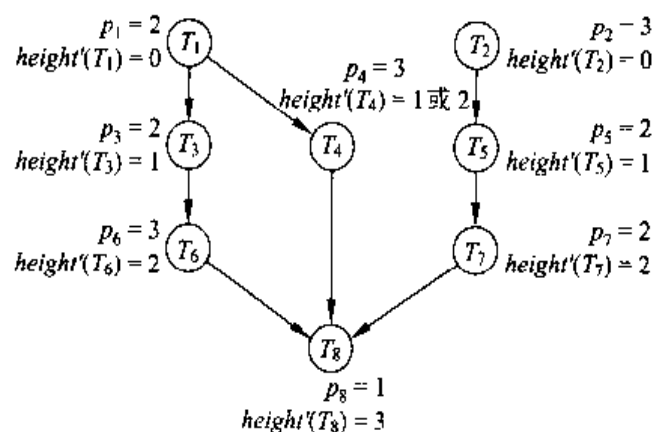 p₁ = 2
height'(T₁) = 0
T₁
T₂
p₂ = 3
height'(T₂) = 0
p₄ = 3
height'(T₄) = 1 或 2
p₃ = 2
height'(T₃) = 1
T₃
T₄
T₅
p₅ = 2
height'(T₅) = 1
p₆ = 3
height'(T₆) = 2
T₆
T₇
p₇ = 2
height'(T₇) = 2
T₈
p₈ = 1
height'(T₈) = 3